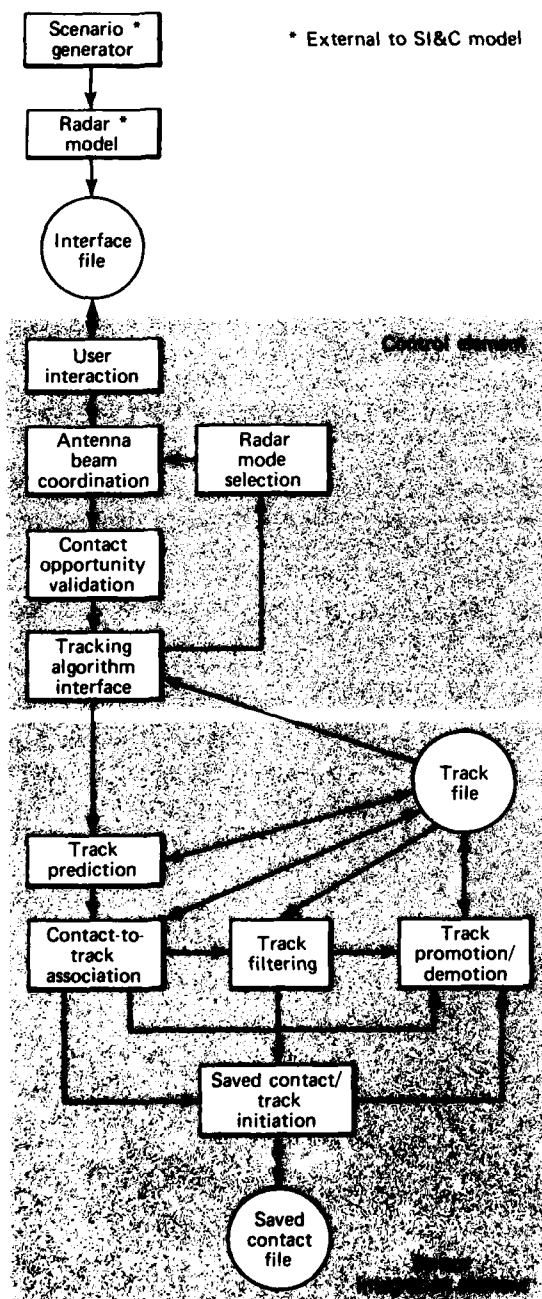 Scenario *
generator
* External to SI&C model
Radar *
model
Interface
file
Control element
User
interaction
Antenna
beam
coordination
Radar
mode
selection
Contact
opportunity
validation
Tracking
algorithm
interface
Track
file
Track
prediction
Contact-to-
track
association
Track
filtering
Track
promotion/
demotion
Saved contact/
track
initiation
Saved
contact
file